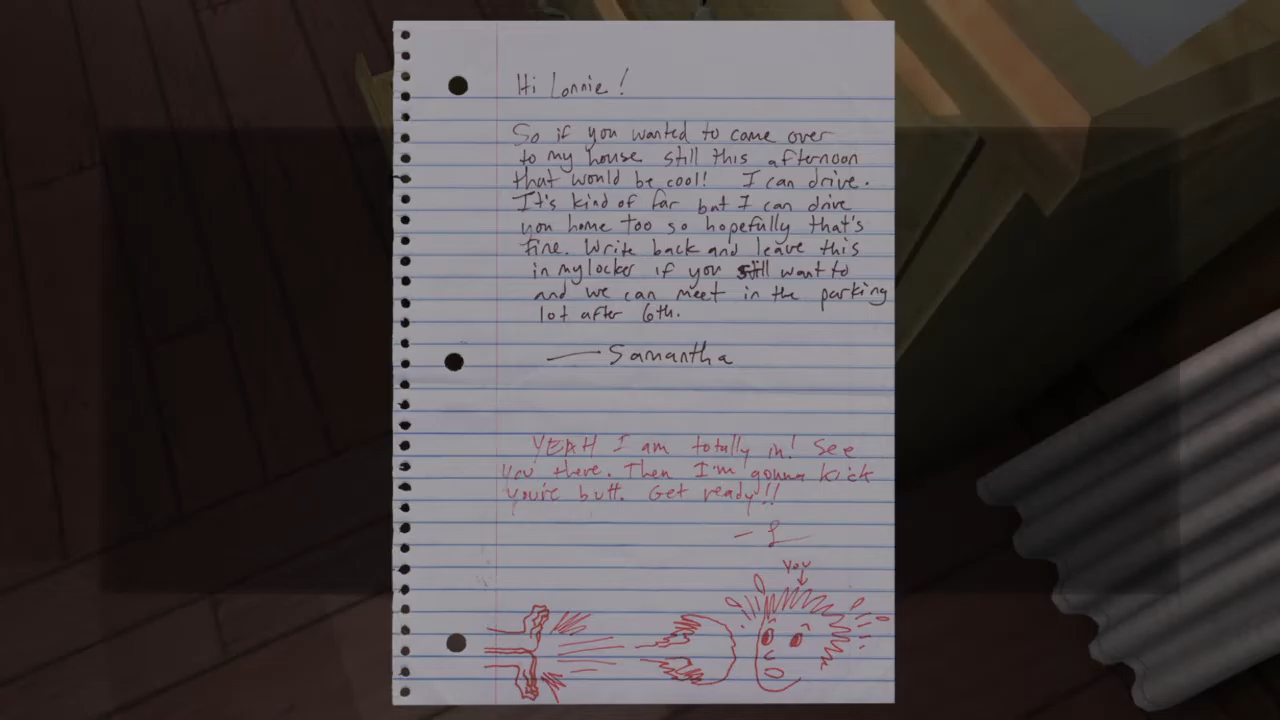 Hi Lonnie!
So if you wanted to come over
to my house still this afternoon
that would be cool! I can drive.
It's kind of far but I can drive
you home too so hopefully that's
fine. Write back and leave this
in my locker if you still want to
and we can meet in the parking
lot after 6th.
— Samantha
YEAH I am totally in! See
you there. Then I'm gonna kick
you're butt. Get ready!!
- L
you